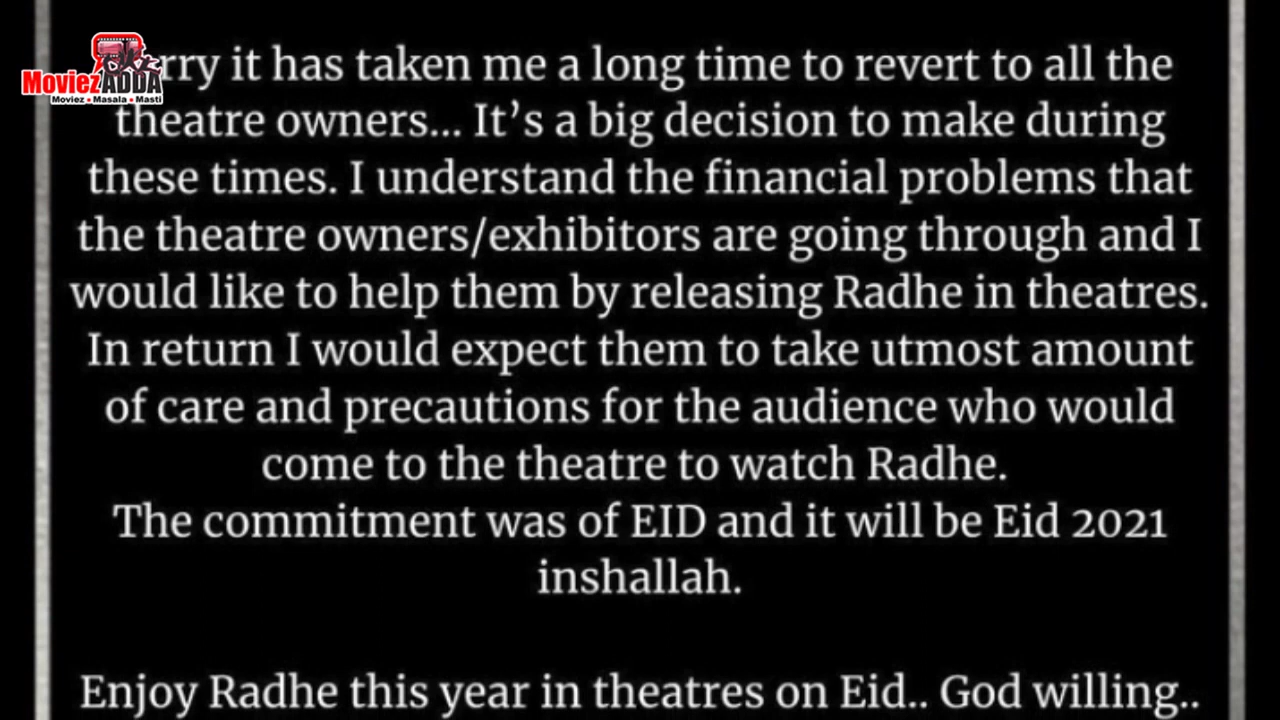 MoviezADDA
Moviez • Masala • Masti
rry it has taken me a long time to revert to all the
theatre owners... It's a big decision to make during
these times. I understand the financial problems that
the theatre owners/exhibitors are going through and I
would like to help them by releasing Radhe in theatres.
In return I would expect them to take utmost amount
of care and precautions for the audience who would
come to the theatre to watch Radhe.
The commitment was of EID and it will be Eid 2021
inshallah.
Enjoy Radhe this year in theatres on Eid.. God willing..